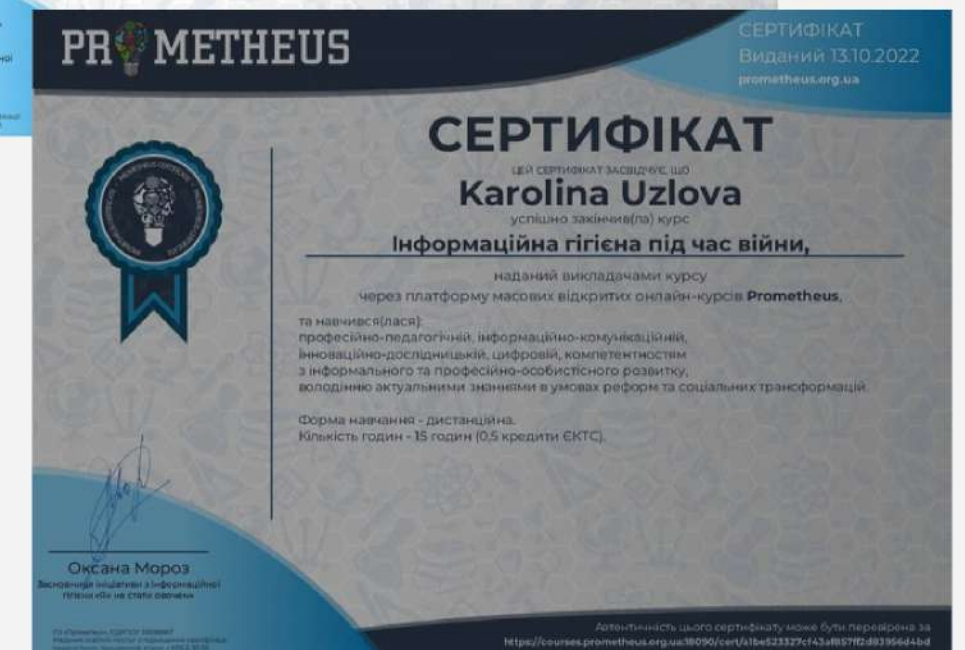 PROMETHEUS
СЕРТИФІКАТ
Виданий 13.10.2022
prometheus.org.ua
СЕРТИФІКАТ
ЦЕЙ СЕРТИФІКАТ ЗАСВІДЧУЄ, ЩО
Karolina Uzlova
успішно закінчив(ла) курс
Інформаційна гігієна під час війни,
наданий викладачами курсу
через платформу масових відкритих онлайн-курсів Prometheus,
та навчився(лася):
професійно-педагогічній, інформаційно-комунікаційній,
інноваційно-дослідницькій, цифровій, компетентностям
з інформального та професійно-особистісного розвитку,
володінню актуальними знаннями в умовах реформ та соціальних трансформацій.
Форма навчання - дистанційна.
Кількість годин - 15 годин (0,5 кредити ЄКТС).
Оксана Мороз
Засновниця ініціативи з інформаційної
гігієни «Як не стати овочем»
Автентичність цього сертифікату може бути перевірена за